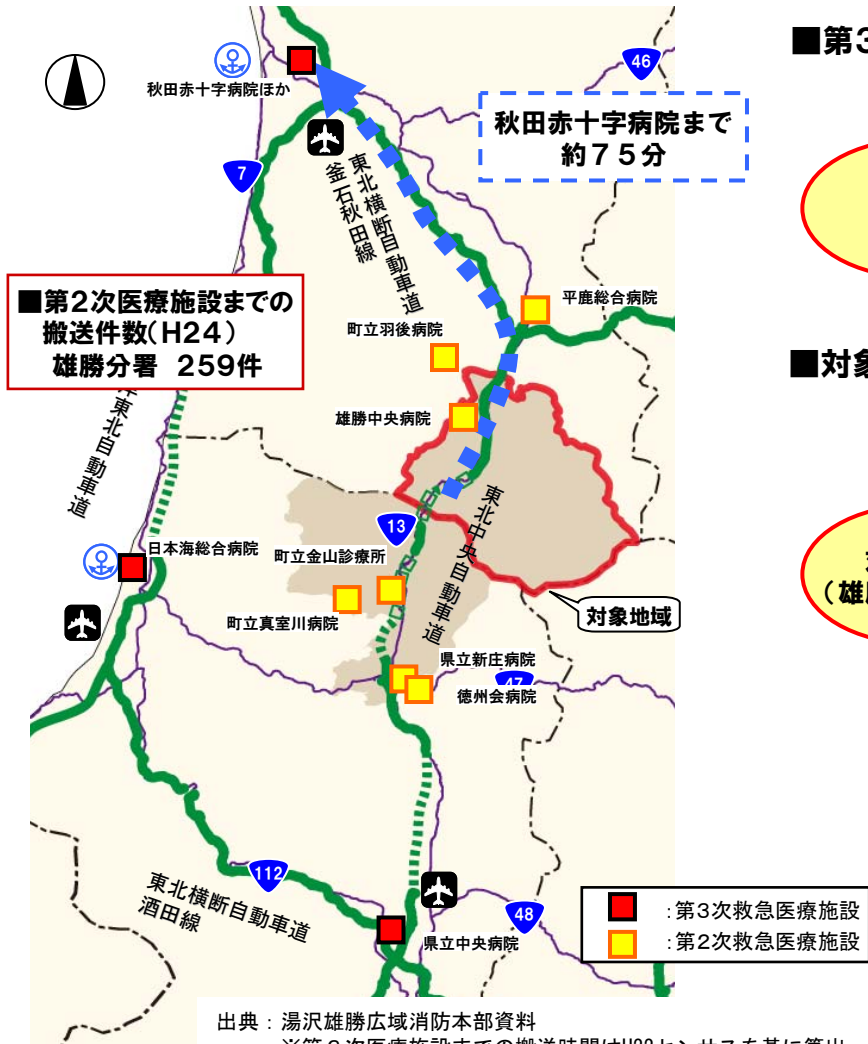 ■第3
46
秋田赤十字病院ほか
秋田赤十字病院まで
約75分
7
東北横断自動車道
釜石秋田線
■第2次医療施設までの
搬送件数(H24)
雄勝分署 259件
平鹿総合病院
町立羽後病院
■対象
雄勝中央病院
東北自動車道
東北中央自動車道
13
日本海総合病院
町立金山診療所
町立真室川病院
対象地域
(雄
県立新庄病院
47
徳州会病院
112
東北横断自動車道
酒田線
48
県立中央病院
:第3次救急医療施設
:第2次救急医療施設
出典:湯沢雄勝広域消防本部資料